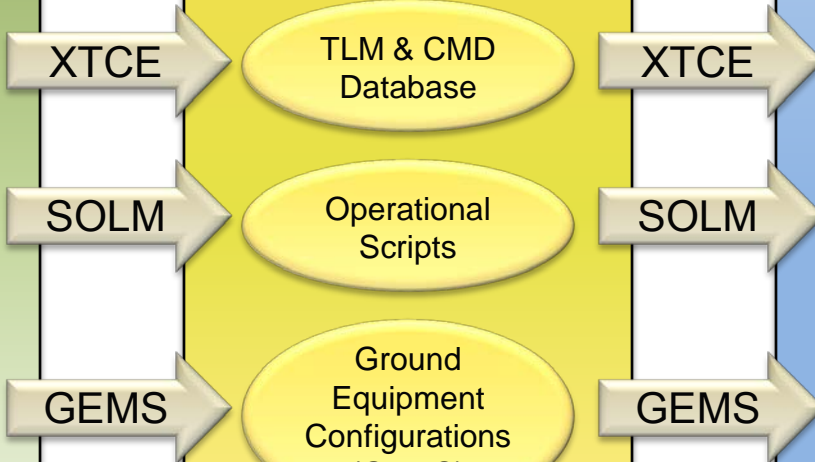 XTCE
TLM & CMD
Database
XTCE
SOLM
Operational
Scripts
SOLM
GEMS
Ground
Equipment
Configurations
GEMS